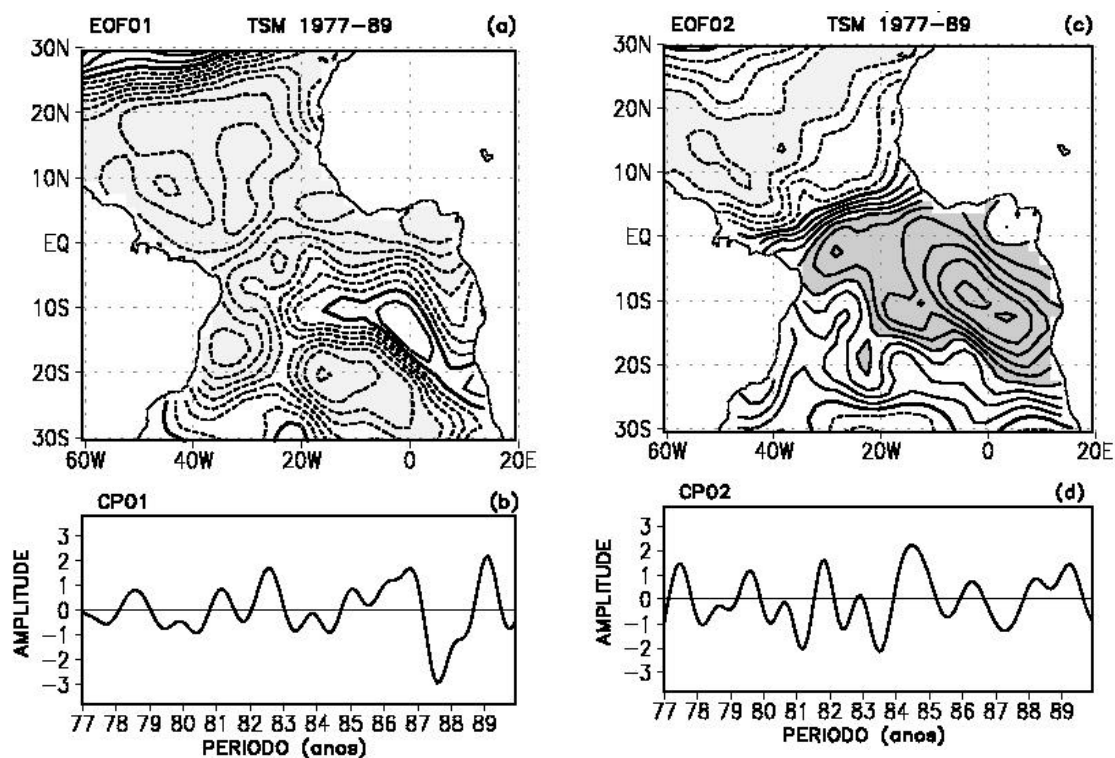 EOF01 TSM 1977-89 (a)
30N
20N
10N
EQ
10S
20S
30S
60W 40W 20W 0 20E
CP01 (b)
AMPLITUDE
3
2
1
0
-1
-2
-3
77 78 79 80 81 82 83 84 85 86 87 88 89
PERIODO (anos)
EOF02 TSM 1977-89 (c)
30N
20N
10N
EQ
10S
20S
30S
60W 40W 20W 0 20E
CP02 (d)
AMPLITUDE
3
2
1
0
-1
-2
-3
77 78 79 80 81 82 83 84 85 86 87 88 89
PERIODO (anos)